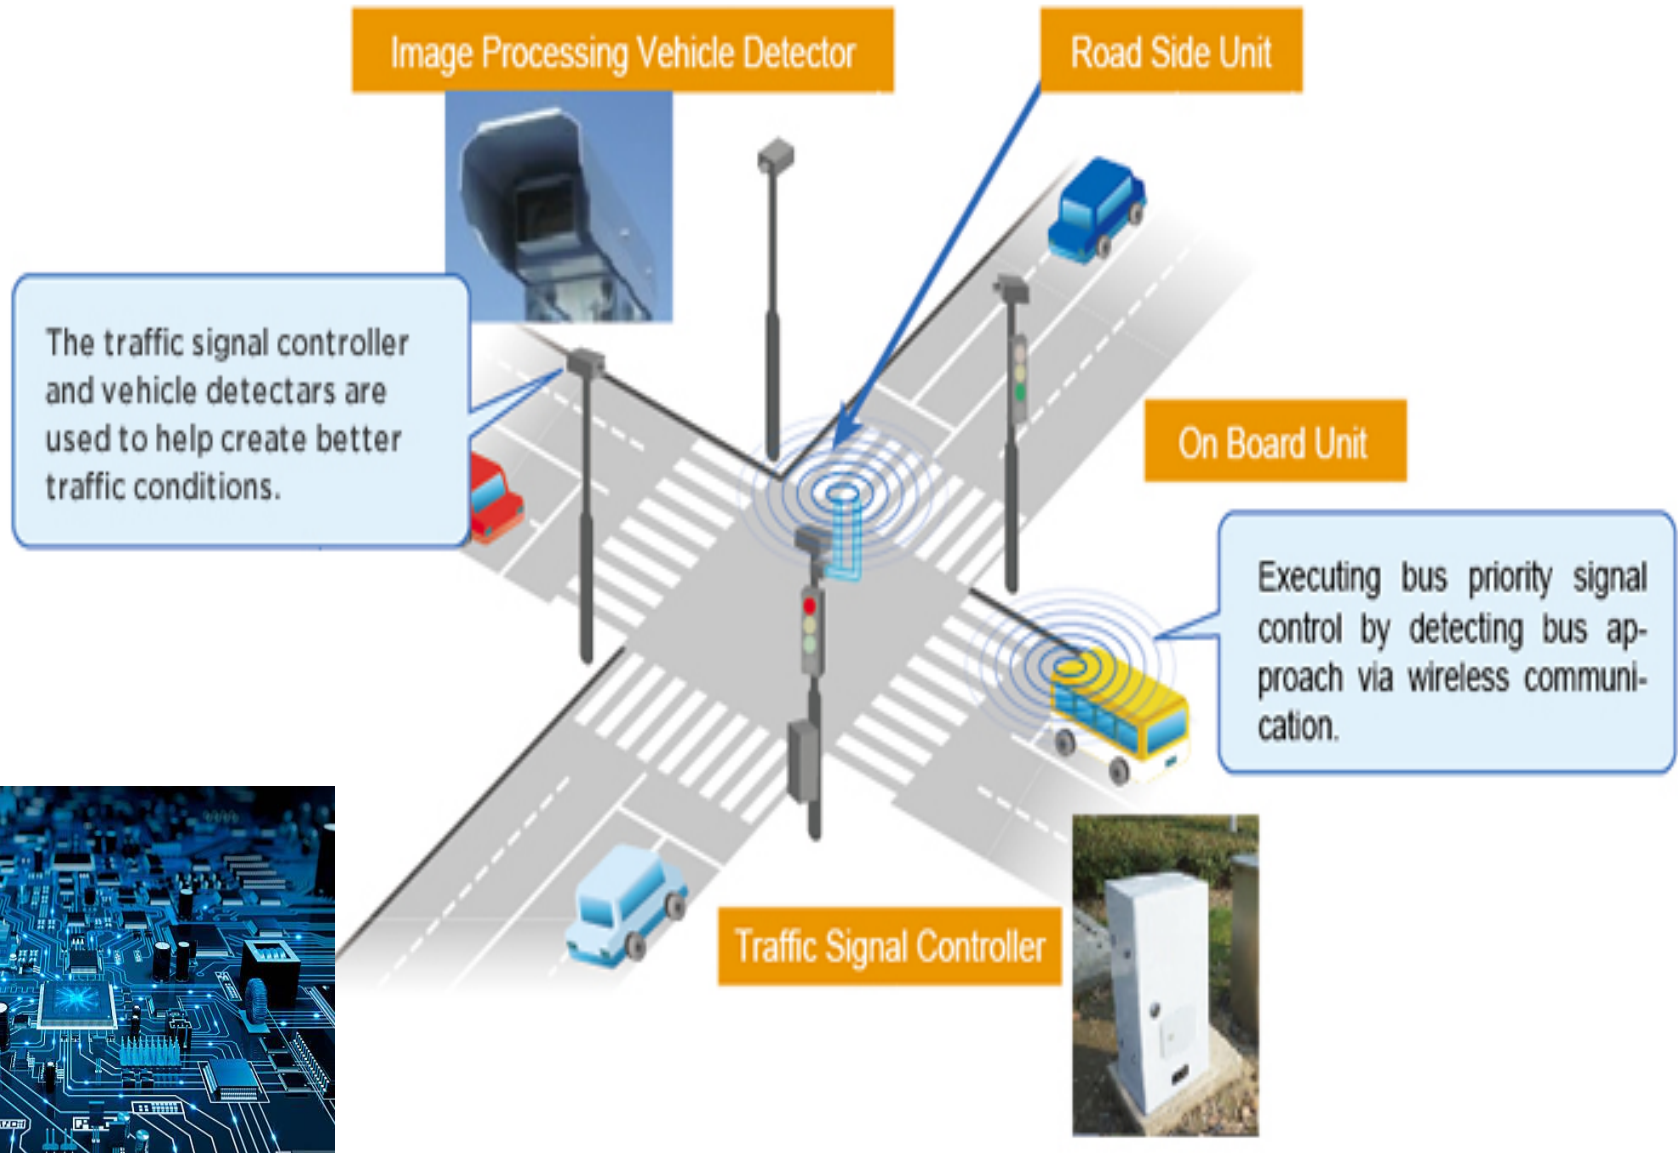 Image Processing Vehicle Detector
Road Side Unit
The traffic signal controller
and vehicle detectars are
used to help create better
traffic conditions.
On Board Unit
Executing bus priority signal
control by detecting bus ap-
proach via wireless communi-
cation.
Traffic Signal Controller